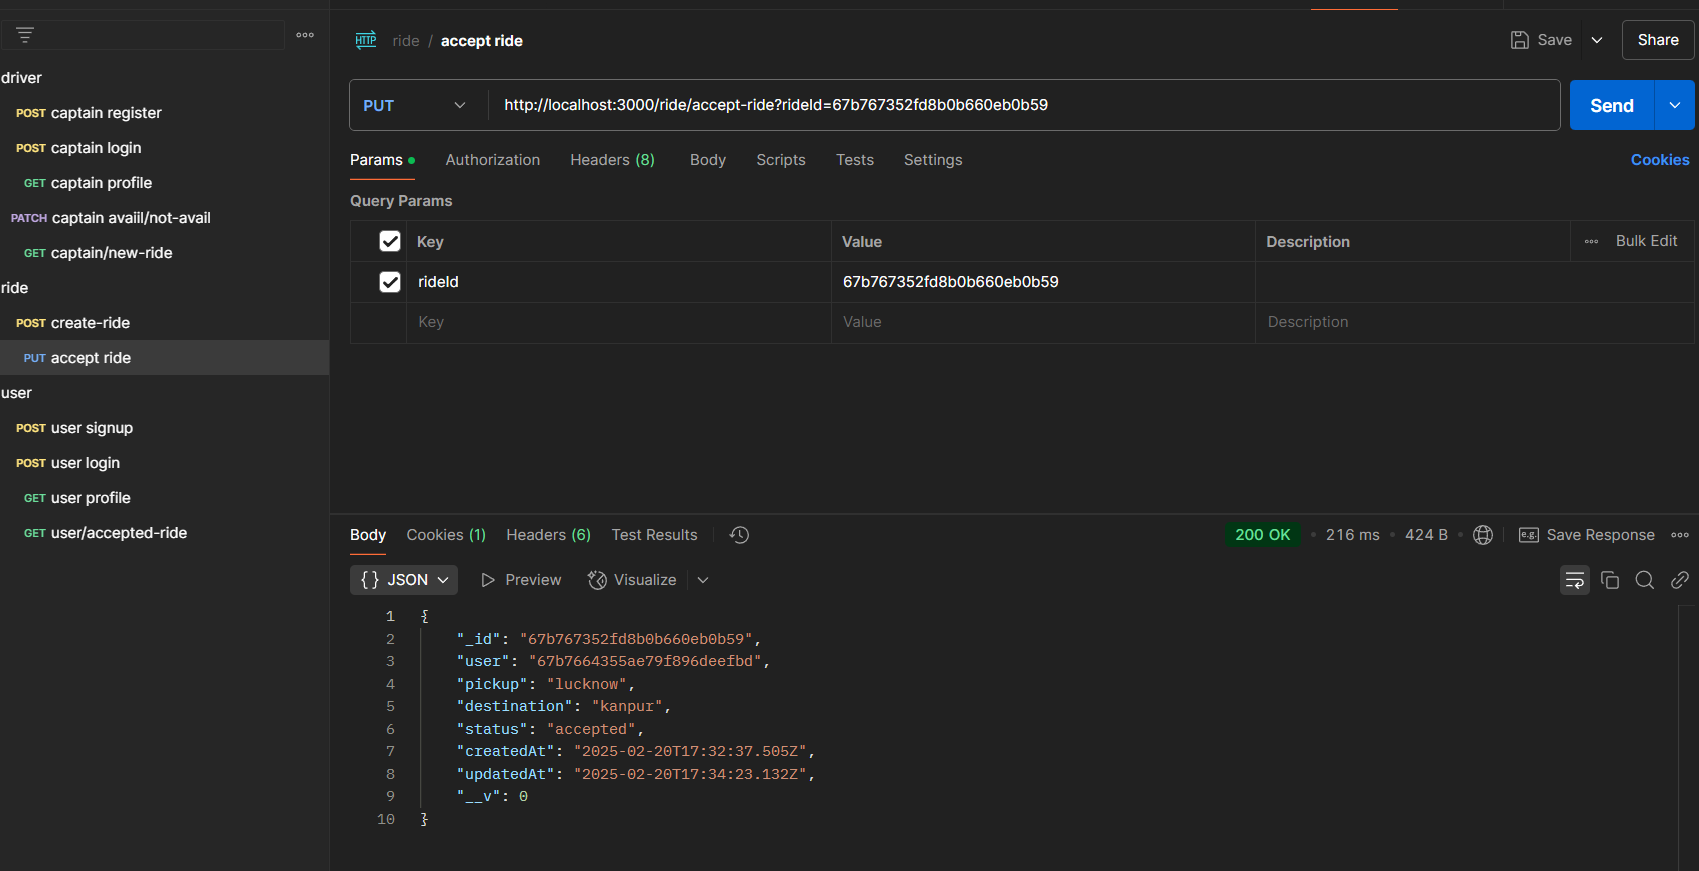 driver
POST captain register
POST captain login
GET captain profile
PATCH captain avaiil/not-avail
GET captain/new-ride
ride
POST create-ride
PUT accept ride
user
POST user signup
POST user login
GET user profile
GET user/accepted-ride
HTTP ride / accept ride
Save
Share
PUT http://localhost:3000/ride/accept-ride?rideId=67b767352fd8b0b660eb0b59
Send
Params Authorization Headers (8) Body Scripts Tests Settings Cookies
Query Params
Key Value Description Bulk Edit
rideId 67b767352fd8b0b660eb0b59
Key Value Description
Body Cookies (1) Headers (6) Test Results 200 OK 216 ms 424 B e.g. Save Response
{} JSON Preview Visualize
1 {
2 "_id": "67b767352fd8b0b660eb0b59",
3 "user": "67b7664355ae79f896deefbd",
4 "pickup": "lucknow",
5 "destination": "kanpur",
6 "status": "accepted",
7 "createdAt": "2025-02-20T17:32:37.505Z",
8 "updatedAt": "2025-02-20T17:34:23.132Z",
9 "__v": 0
10 }